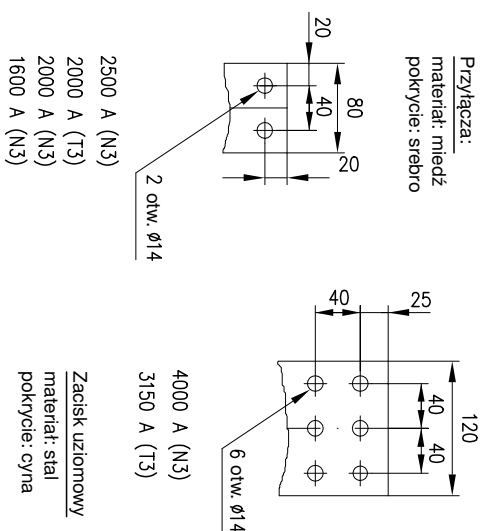 Przyłącza:
materiał: miedź
pokrycie: srebro
80
20
40
20
2 otw. Ø14
2500 A (N3)
2000 A (T3)
2000 A (N3)
1600 A (N3)
120
25
40
40
40
6 otw. Ø14
4000 A (N3)
3150 A (T3)
Zacisk uziomowy
materiał: stal
pokrycie: cyna